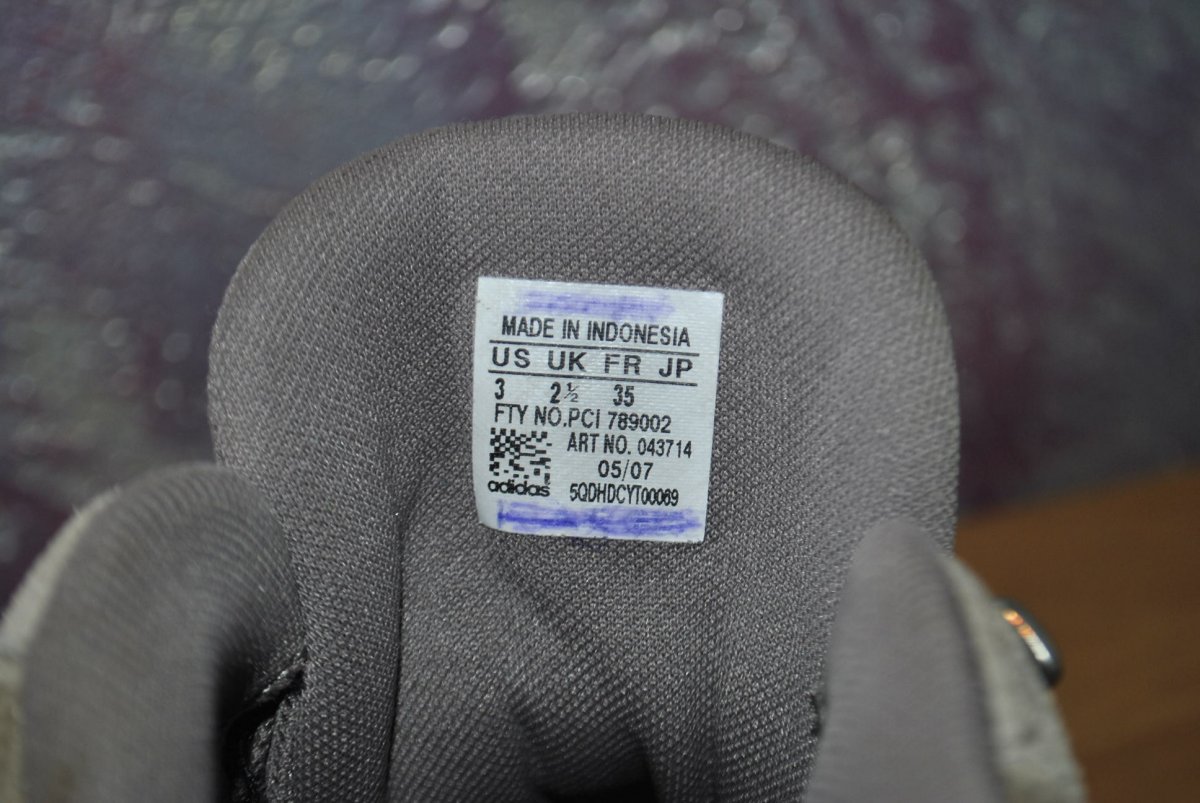 MADE IN INDONESIA
US UK FR JP
3 2½ 35
FTY NO.PCI 789002
ART NO. 043714
05/07
adidas 5QDHDCYT00069